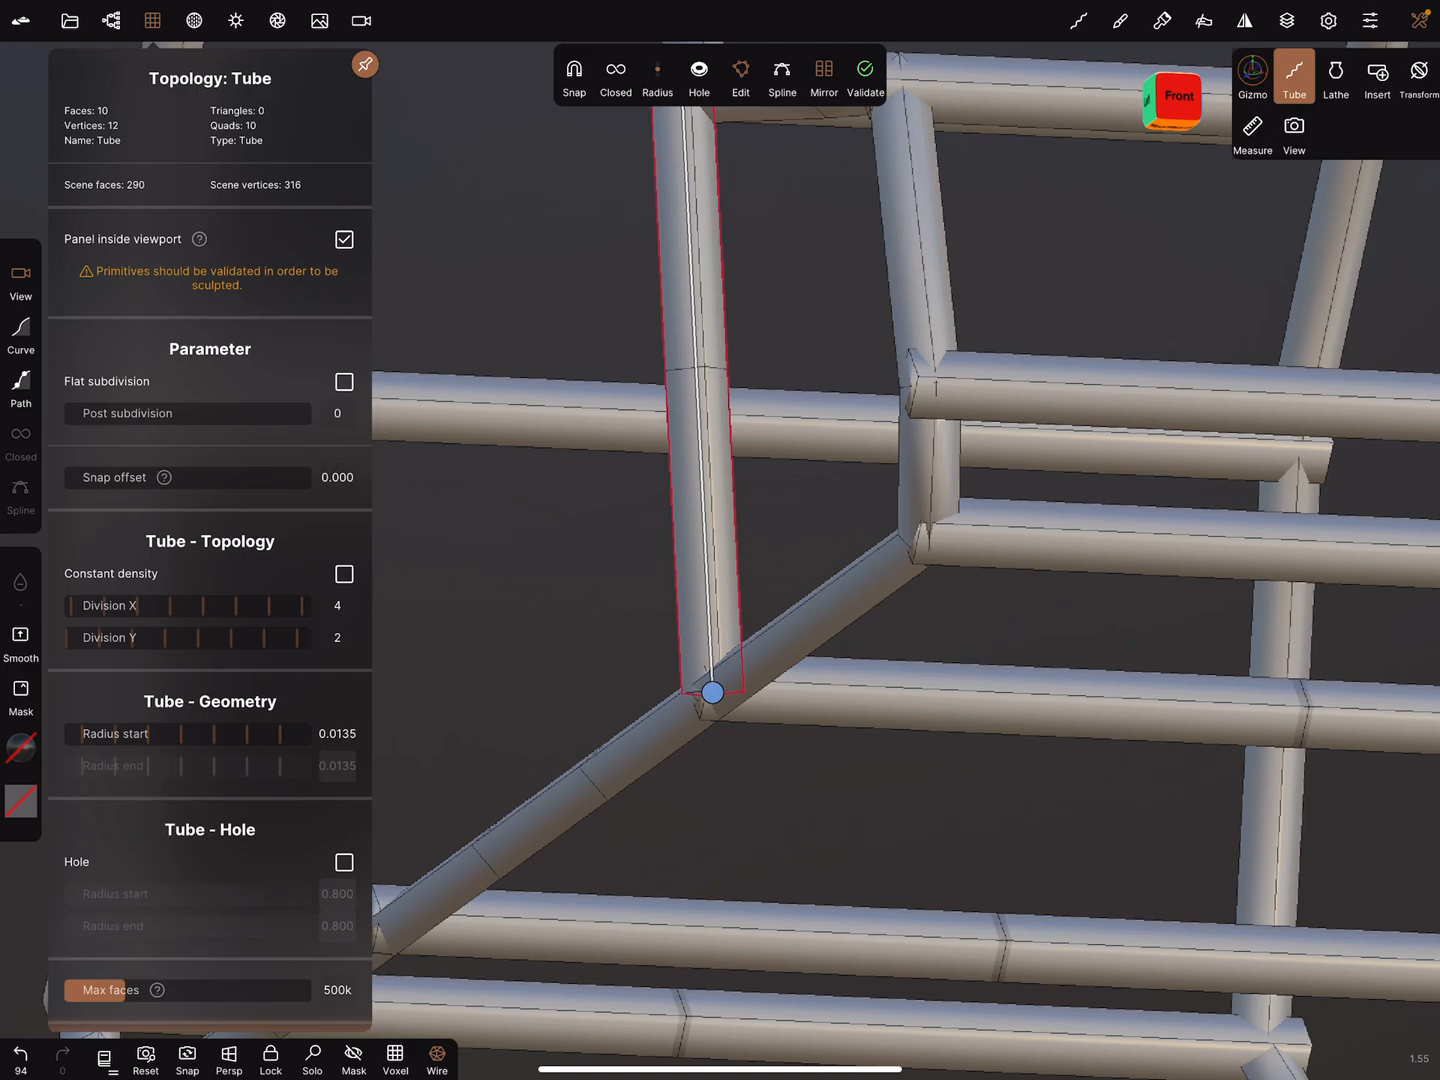 Topology: Tube
Faces: 10
Triangles: 0
Vertices: 12
Quads: 10
Name: Tube
Type: Tube
Scene faces: 290
Scene vertices: 316
Panel inside viewport
Primitives should be validated in order to be
sculpted.
Parameter
Flat subdivision
Post subdivision
0
Snap offset
0.000
Tube - Topology
Constant density
Division X
4
Division Y
2
Tube - Geometry
Radius start
0.0135
Radius end
0.0135
Tube - Hole
Hole
Radius start
0.800
Radius end
0.800
Max faces
500k
View
Curve
Path
Closed
Spline
-
Smooth
Mask
Snap
Closed
Radius
Hole
Edit
Spline
Mirror
Validate
Front
Gizmo
Tube
Lathe
Insert
Transform
Measure
View
94
0
Reset
Snap
Persp
Lock
Solo
Mask
Voxel
Wire
1.55